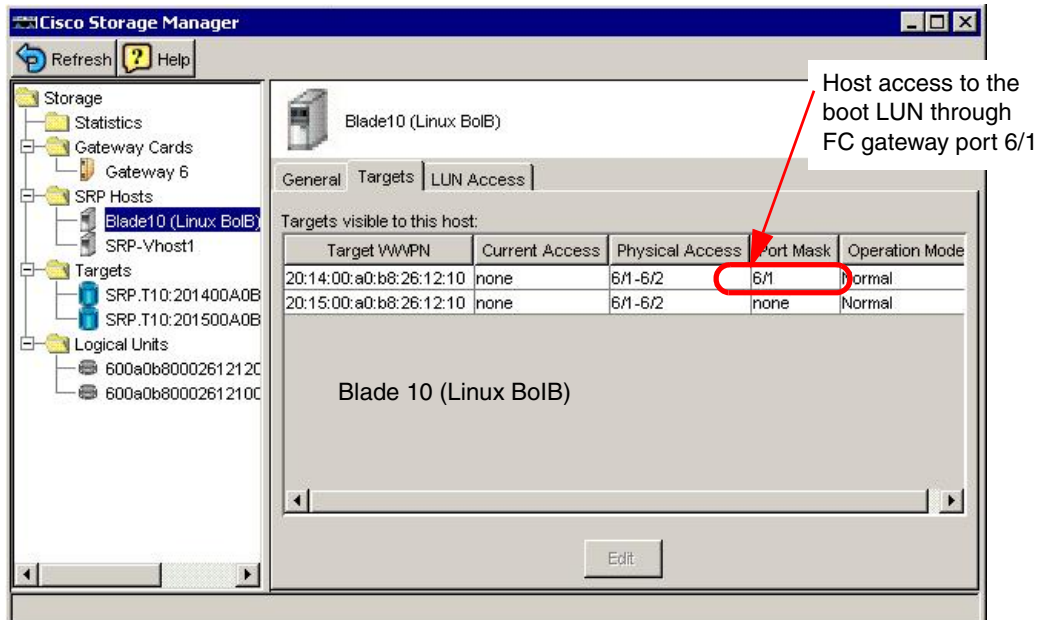 Cisco Storage Manager
Refresh
Help
Host access to the
boot LUN through
FC gateway port 6/1
Storage
Statistics
Gateway Cards
Gateway 6
SRP Hosts
Blade10 (Linux BoIB)
SRP-Vhost1
Targets
SRP.T10:201400A0B
SRP.T10:201500A0B
Logical Units
600a0b80002612120
600a0b80002612100
Blade10 (Linux BoIB)
General Targets LUN Access
Targets visible to this host:
Target WWPN Current Access Physical Access Port Mask Operation Mode
20:14:00:a0:b8:26:12:10 none 6/1-6/2 6/1 Normal
20:15:00:a0:b8:26:12:10 none 6/1-6/2 none Normal
Blade 10 (Linux BoIB)
Edit